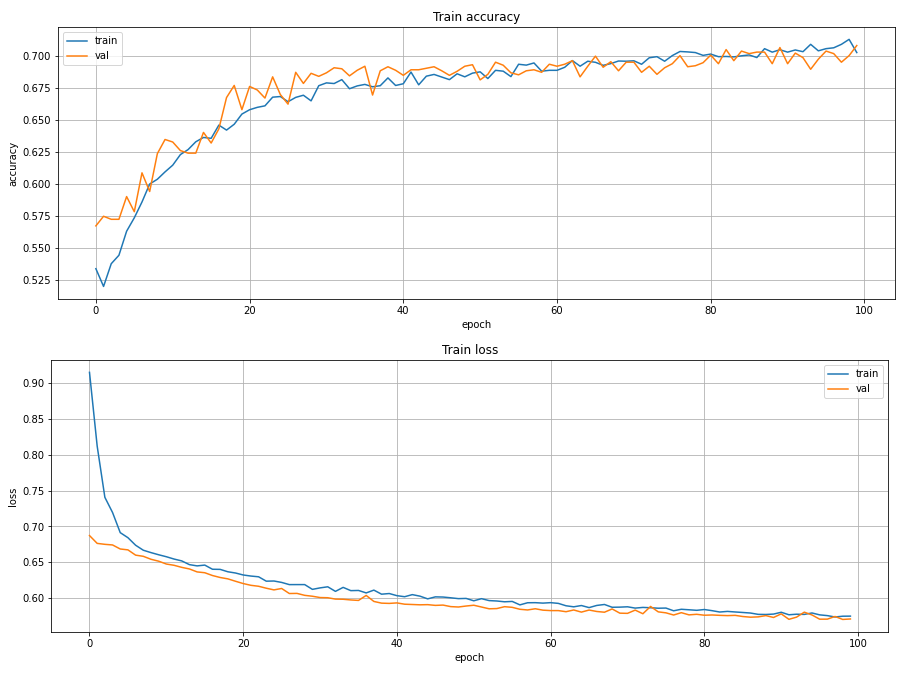 Train accuracy
train
val
0.700
0.675
0.650
0.625
0.600
0.575
0.550
0.525
accuracy
0 20 40 60 80 100
epoch
Train loss
train
val
0.90
0.85
0.80
0.75
0.70
0.65
0.60
loss
0 20 40 60 80 100
epoch